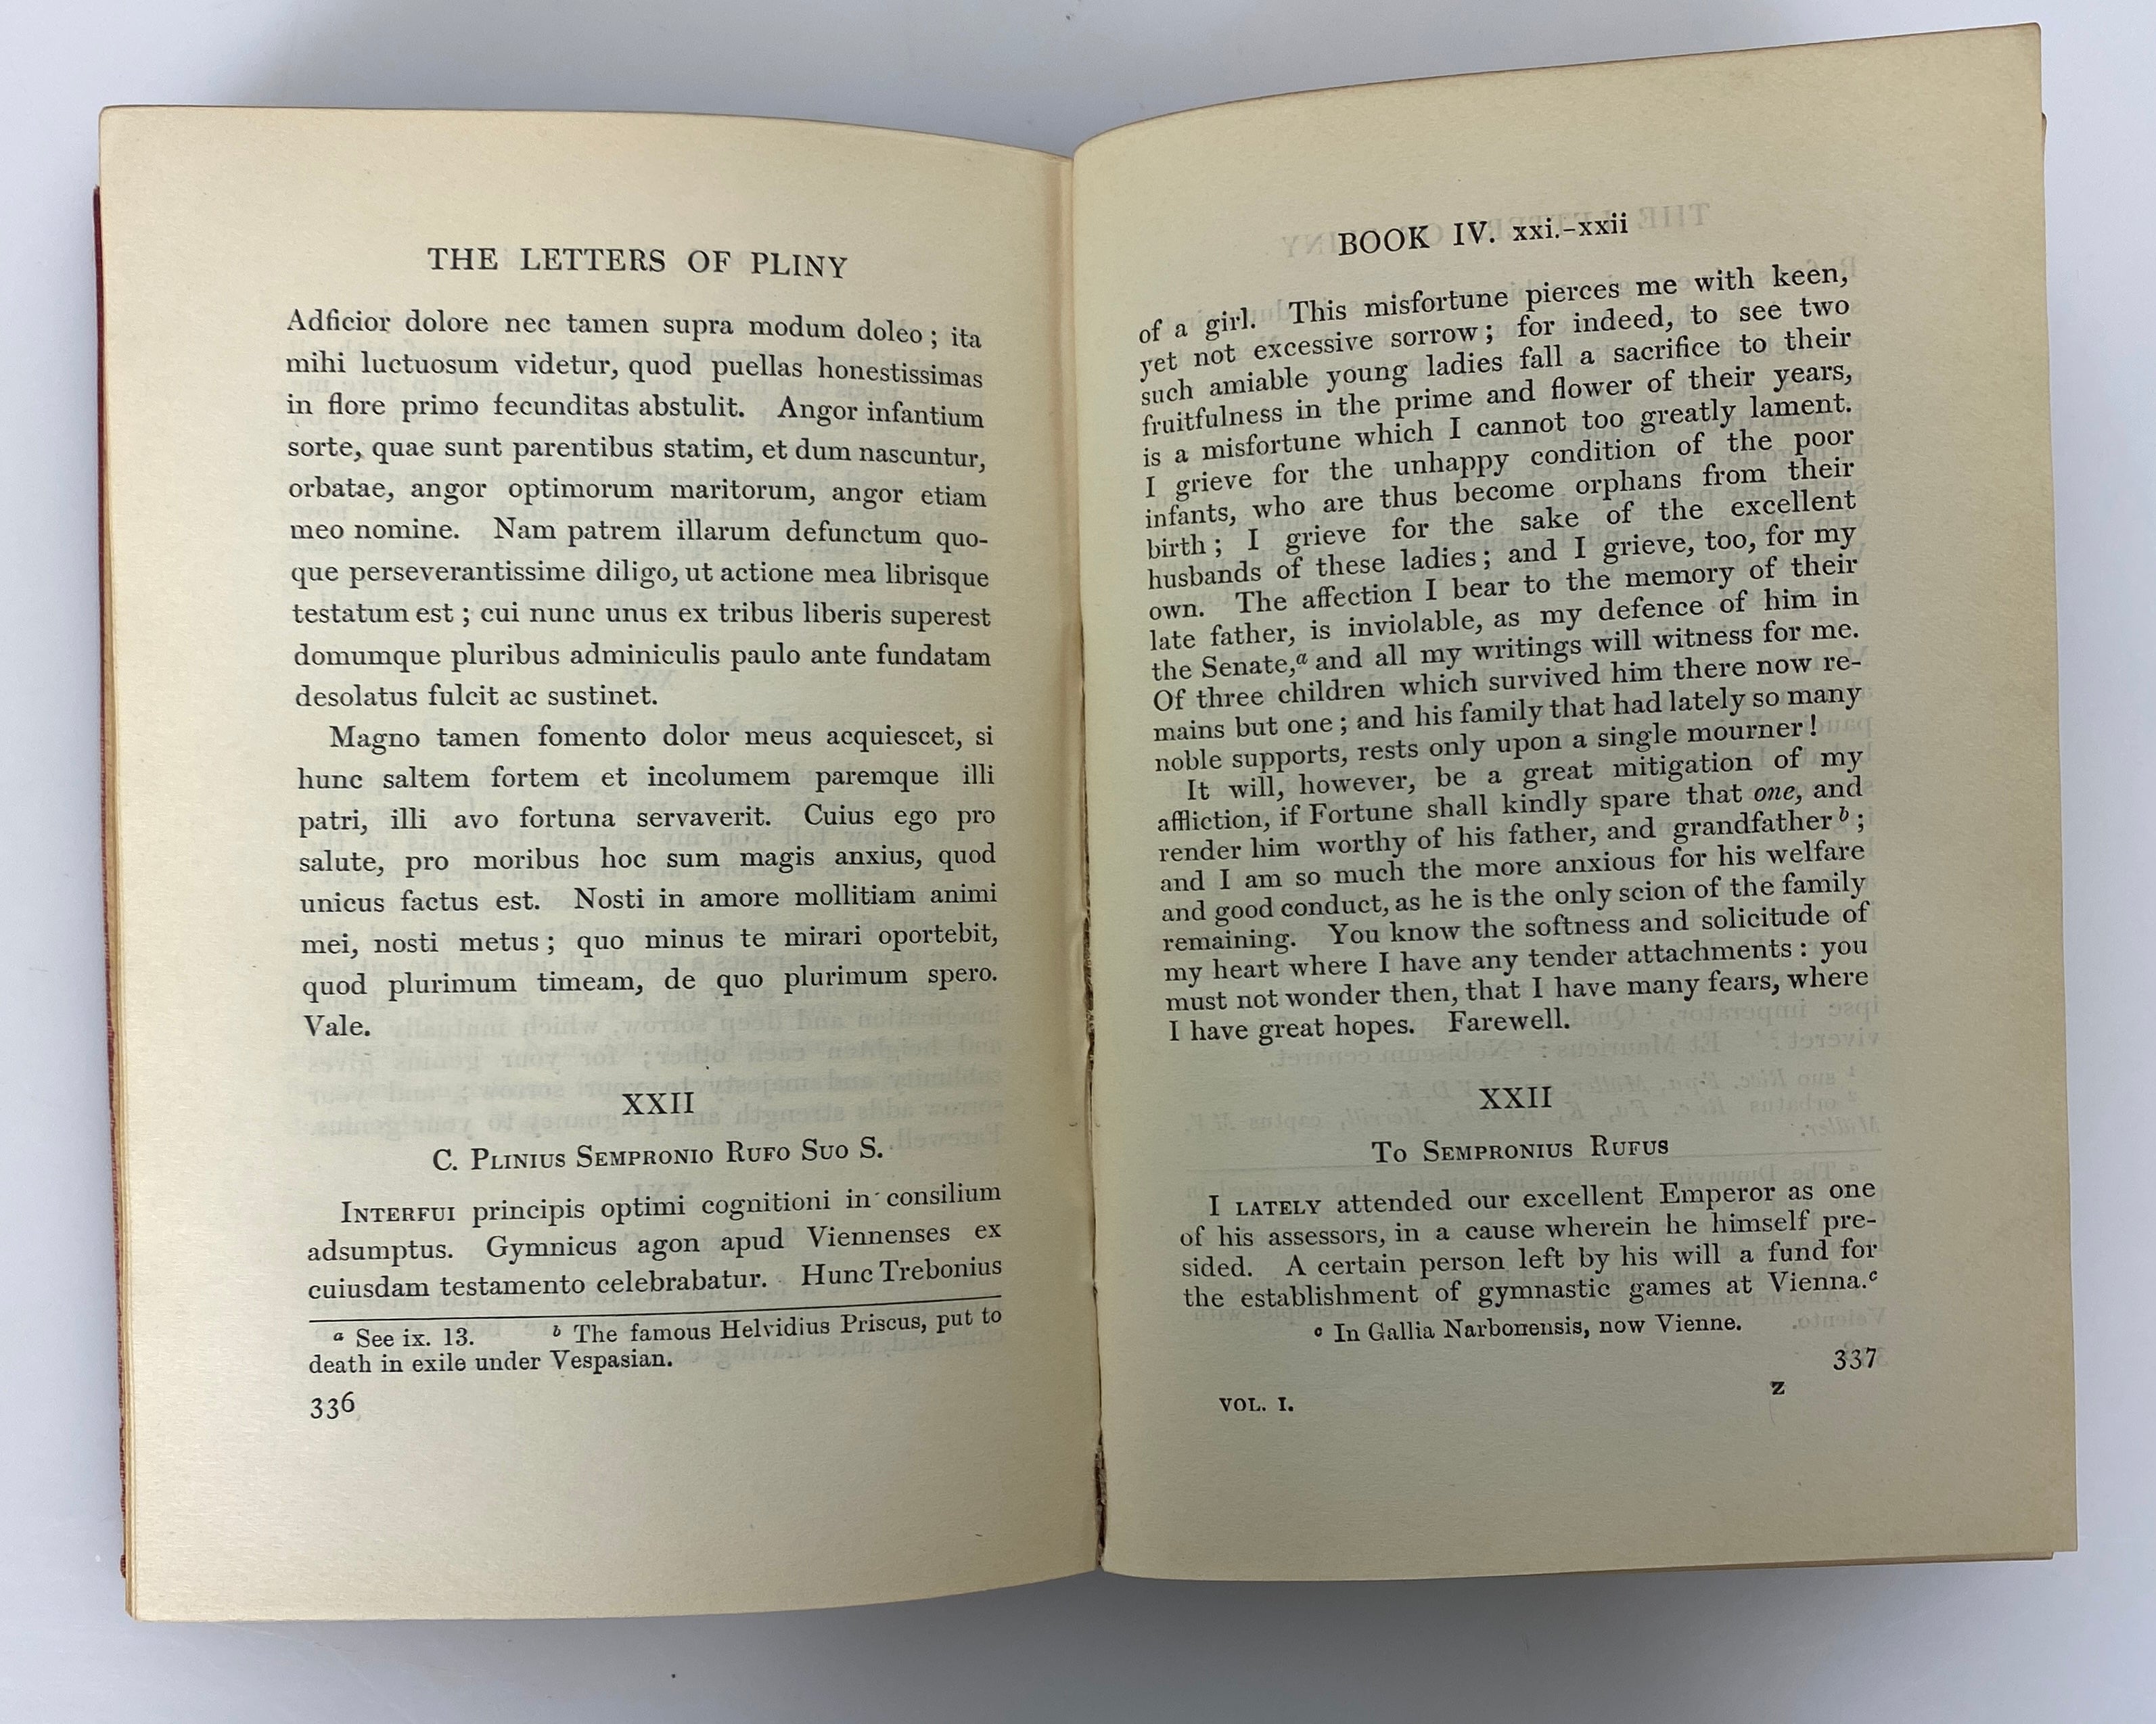 THE LETTERS OF PLINY
Adficior dolore nec tamen supra modum doleo ; ita
mihi luctuosum videtur, quod puellas honestissimas
in flore primo fecunditas abstulit. Angor infantium
sorte, quae sunt parentibus statim, et dum nascuntur,
orbatae, angor optimorum maritorum, angor etiam
meo nomine. Nam patrem illarum defunctum quo-
que perseverantissime diligo, ut actione mea librisque
testatum est ; cui nunc unus ex tribus liberis superest
domumque pluribus adminiculis paulo ante fundatam
desolatus fulcit ac sustinet.
Magno tamen fomento dolor meus acquiescet, si
hunc saltem fortem et incolumem paremque illi
patri, illi avo fortuna servaverit. Cuius ego pro
salute, pro moribus hoc sum magis anxius, quod
unicus factus est. Nosti in amore mollitiam animi
mei, nosti metus ; quo minus te mirari oportebit,
quod plurimum timeam, de quo plurimum spero.
Vale.
XXII
C. Plinius Sempronio Rufo Suo S.
Interfui principis optimi cognitioni in consilium
adsumptus. Gymnicus agon apud Viennenses ex
cuiusdam testamento celebrabatur. Hunc Trebonius
a See ix. 13. b The famous Helvidius Priscus, put to
death in exile under Vespasian.
336
BOOK IV. xxi.-xxii
of a girl. This misfortune pierces me with keen,
yet not excessive sorrow ; for indeed, to see two
such amiable young ladies fall a sacrifice to their
fruitfulness in the prime and flower of their years,
is a misfortune which I cannot too greatly lament.
I grieve for the unhappy condition of the poor
infants, who are thus become orphans from their
birth ; I grieve for the sake of the excellent
husbands of these ladies ; and I grieve, too, for my
own. The affection I bear to the memory of their
late father, is inviolable, as my defence of him in
the Senate,a and all my writings will witness for me.
Of three children which survived him there now re-
mains but one ; and his family that had lately so many
noble supports, rests only upon a single mourner !
It will, however, be a great mitigation of my
affliction, if Fortune shall kindly spare that one, and
render him worthy of his father, and grandfather b ;
and I am so much the more anxious for his welfare
and good conduct, as he is the only scion of the family
remaining. You know the softness and solicitude of
my heart where I have any tender attachments : you
must not wonder then, that I have many fears, where
I have great hopes. Farewell.
XXII
To Sempronius Rufus
I lately attended our excellent Emperor as one
of his assessors, in a cause wherein he himself pre-
sided. A certain person left by his will a fund for
the establishment of gymnastic games at Vienna.c
c In Gallia Narbonensis, now Vienne.
337
VOL. I. Z